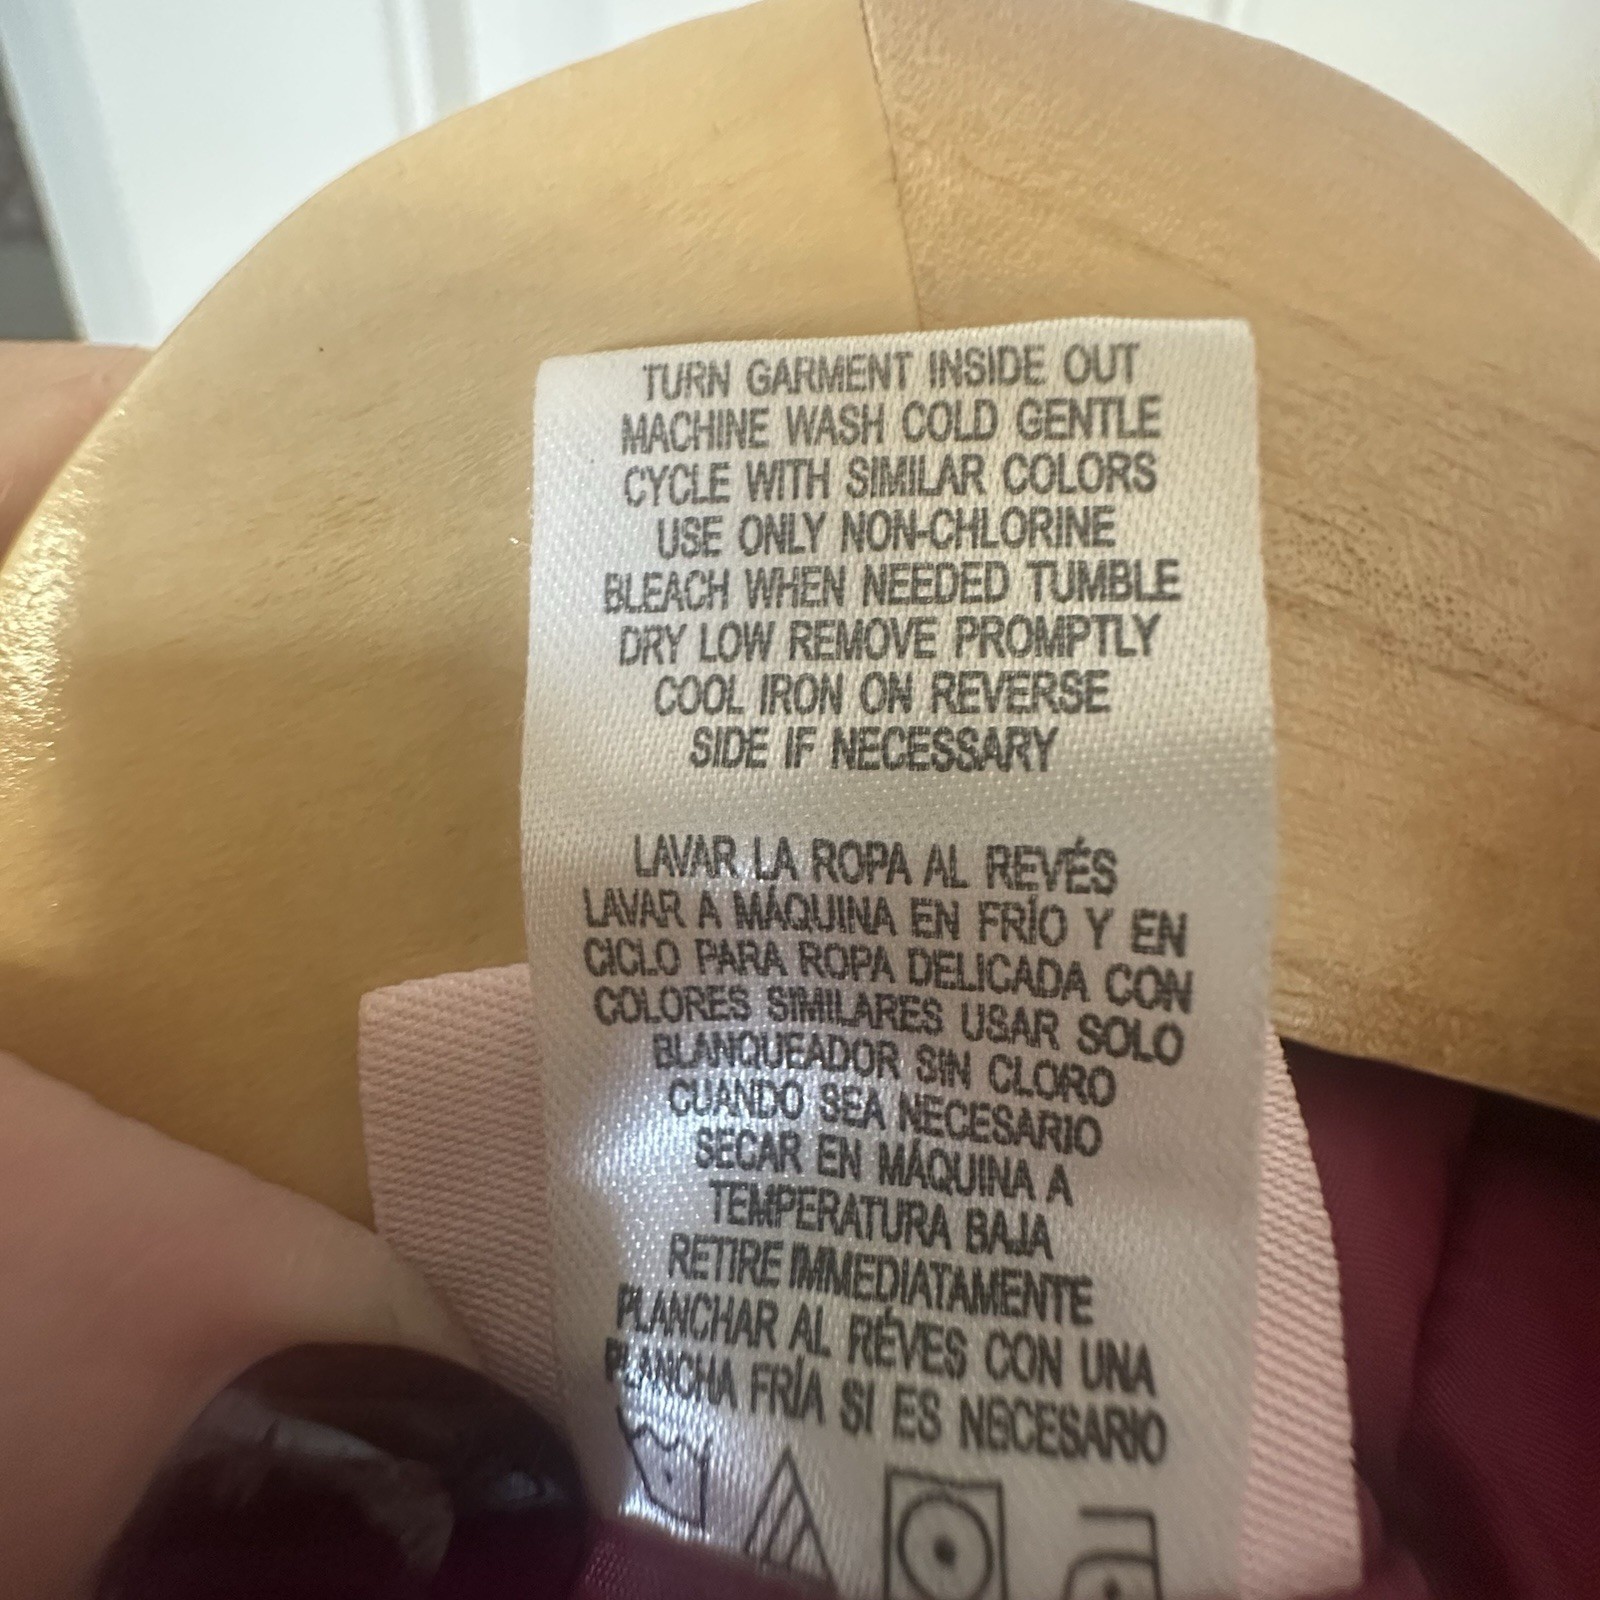 TURN GARMENT INSIDE OUT
MACHINE WASH COLD GENTLE
CYCLE WITH SIMILAR COLORS
USE ONLY NON-CHLORINE
BLEACH WHEN NEEDED TUMBLE
DRY LOW REMOVE PROMPTLY
COOL IRON ON REVERSE
SIDE IF NECESSARY
LAVAR LA ROPA AL REVÉS
LAVAR A MÁQUINA EN FRÍO Y EN
CICLO PARA ROPA DELICADA CON
COLORES SIMILARES USAR SOLO
BLANQUEADOR SIN CLORO
CUANDO SEA NECESARIO
SECAR EN MÁQUINA A
TEMPERATURA BAJA
RETIRE IMMEDIATAMENTE
PLANCHAR AL RÉVES CON UNA
PLANCHA FRÍA SI ES NECESARIO